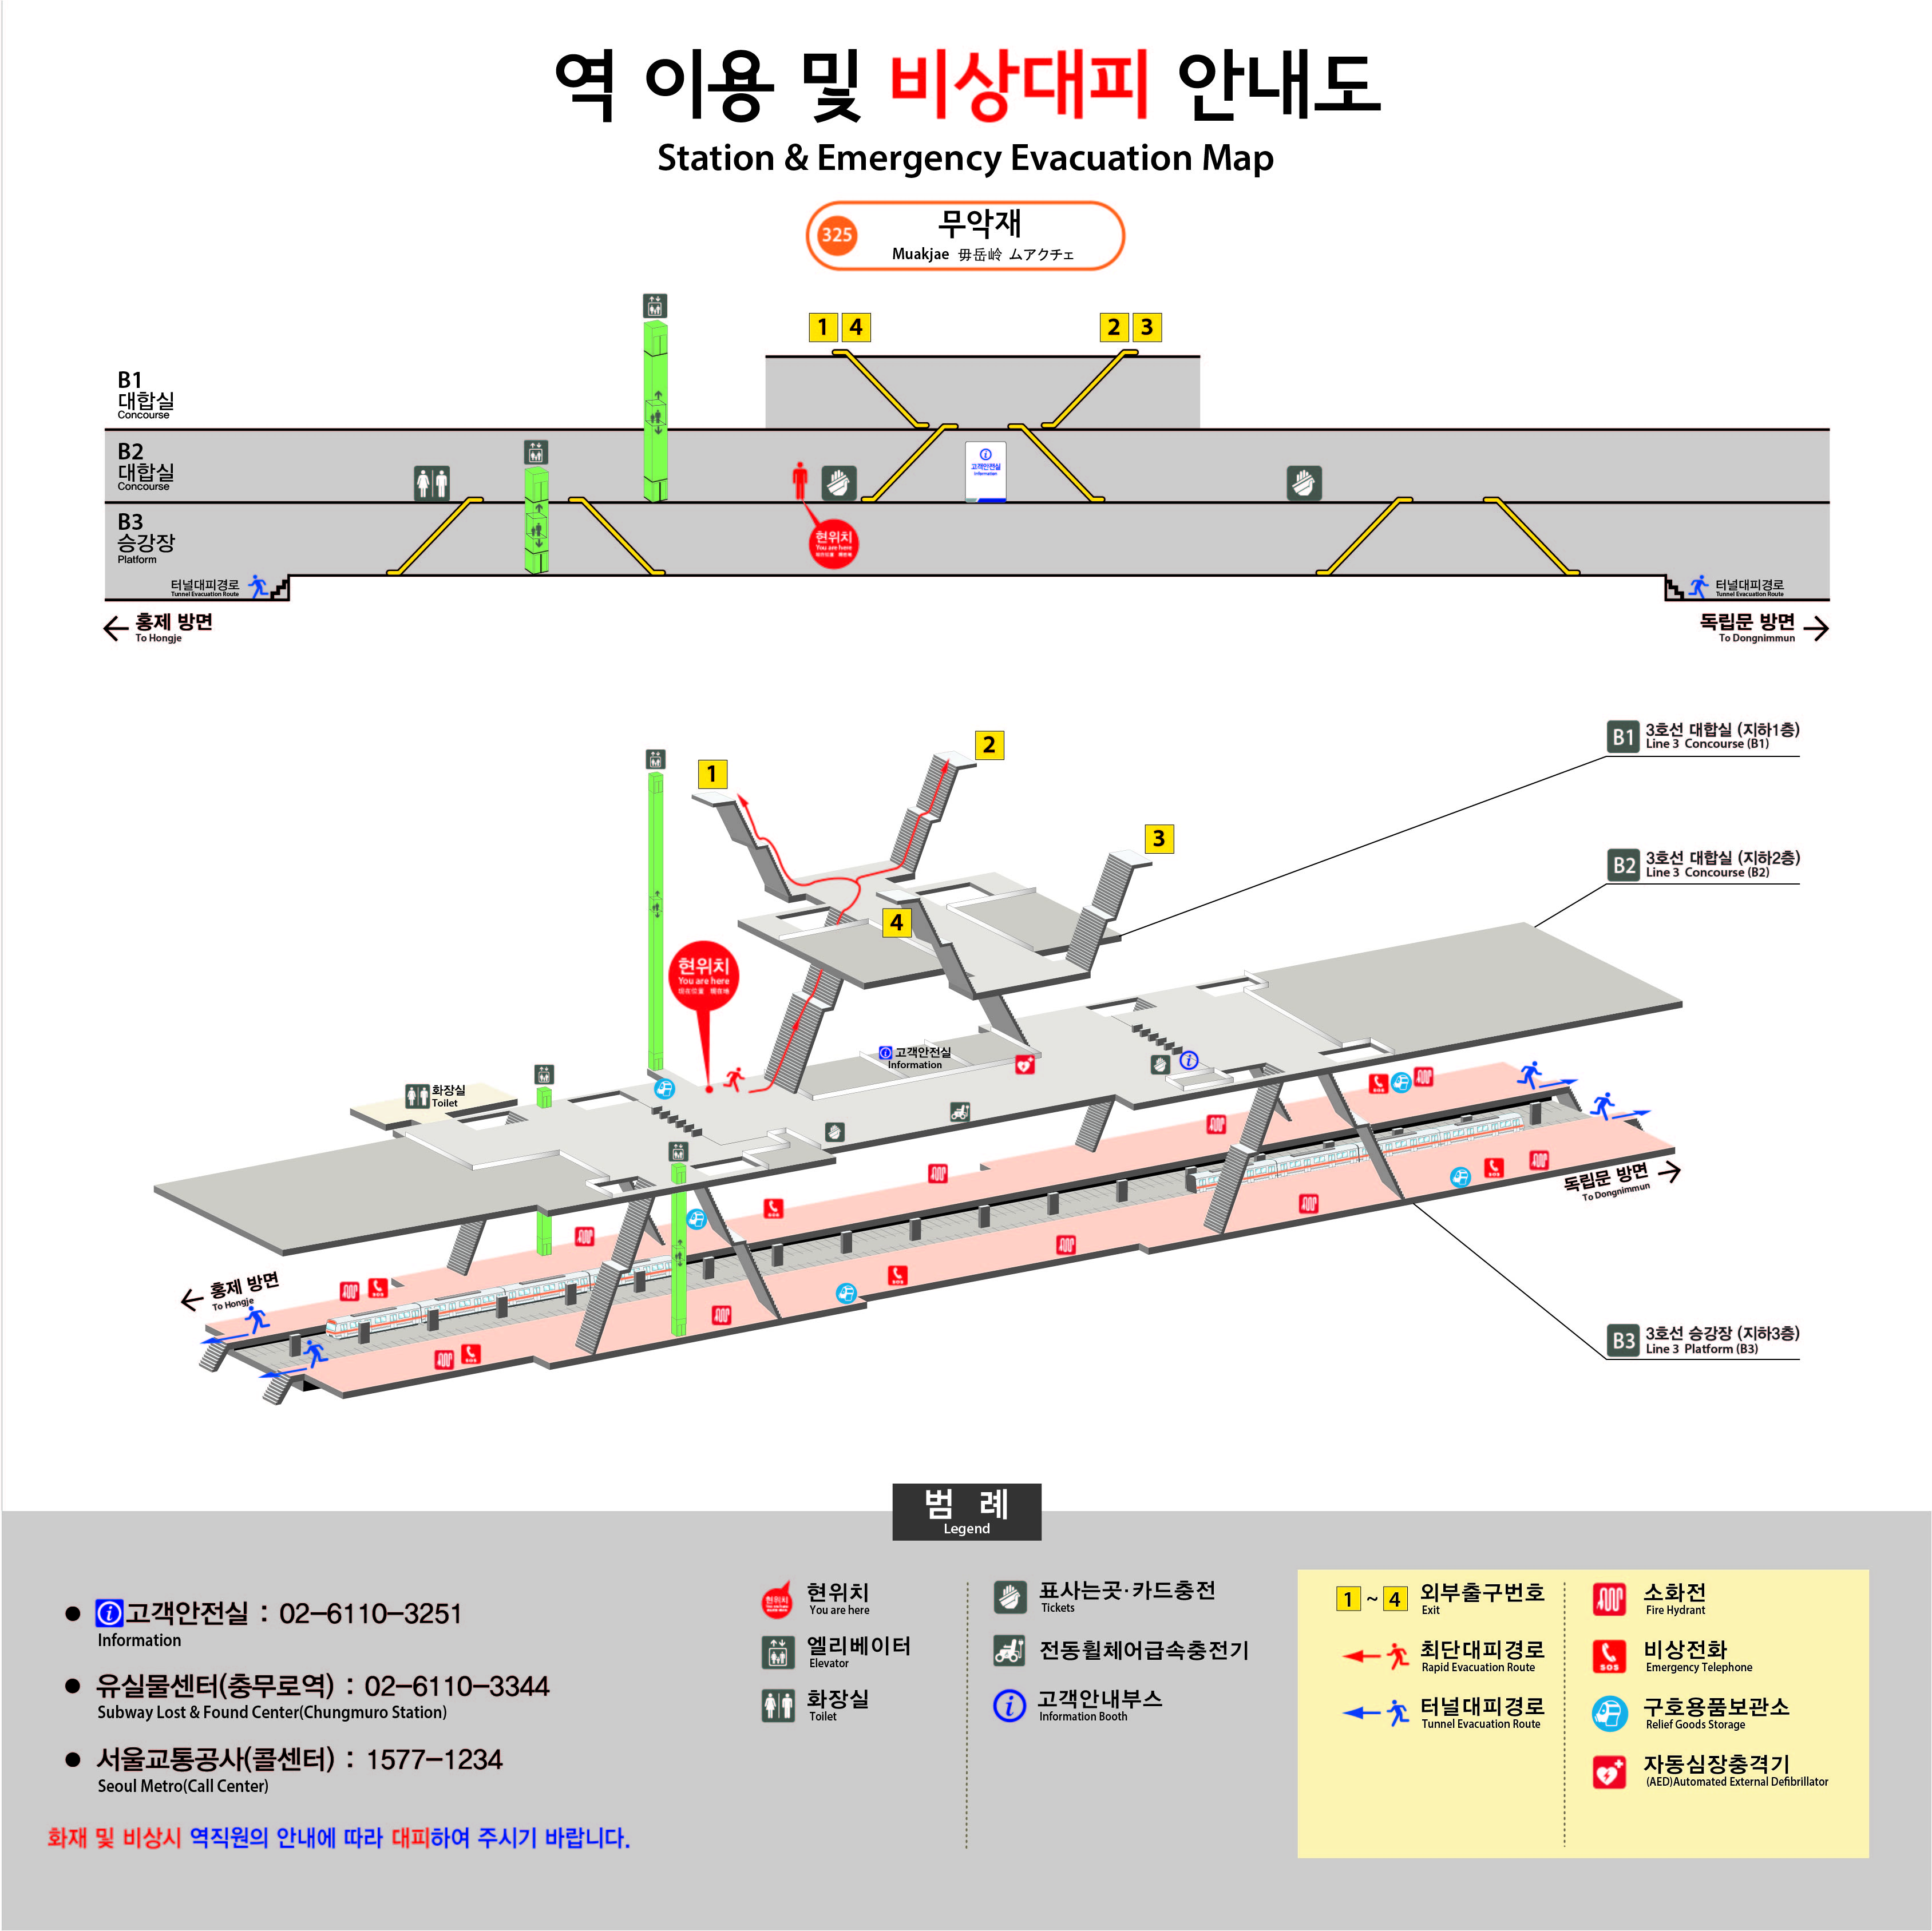 역 이용 및 비상대피 안내도
Station & Emergency Evacuation Map
325
무악재
Muakjae 毋岳岭 ムアクチェ
1 4
2 3
B1
대합실
Concourse
B2
대합실
Concourse
고객안전실
Information
B3
승강장
Platform
현위치
You are here
터널대피경로
Tunnel Evacuation Route
터널대피경로
Tunnel Evacuation Route
홍제 방면
To Hongje
독립문 방면
To Dongnimmun
B1 3호선 대합실 (지하1층)
Line 3 Concourse (B1)
2
1
3
B2 3호선 대합실 (지하2층)
Line 3 Concourse (B2)
4
현위치
You are here
고객안전실
Information
화장실
Toilet
SOS
SOS
SOS
독립문 방면
To Dongnimmun
홍제 방면
To Hongje
SOS
SOS
SOS
B3 3호선 승강장 (지하3층)
Line 3 Platform (B3)
범 례
Legend
고객안전실 : 02-6110-3251
Information
유실물센터(충무로역) : 02-6110-3344
Subway Lost & Found Center(Chungmuro Station)
서울교통공사(콜센터) : 1577-1234
Seoul Metro(Call Center)
화재 및 비상시 역직원의 안내에 따라 대피하여 주시기 바랍니다.
현위치
현위치
You are here
엘리베이터
Elevator
화장실
Toilet
표사는곳·카드충전
Tickets
전동휠체어급속충전기
고객안내부스
Information Booth
1 ~ 4 외부출구번호
Exit
최단대피경로
Rapid Evacuation Route
터널대피경로
Tunnel Evacuation Route
소화전
Fire Hydrant
SOS
비상전화
Emergency Telephone
구호용품보관소
Relief Goods Storage
자동심장충격기
(AED)Automated External Defibrillator